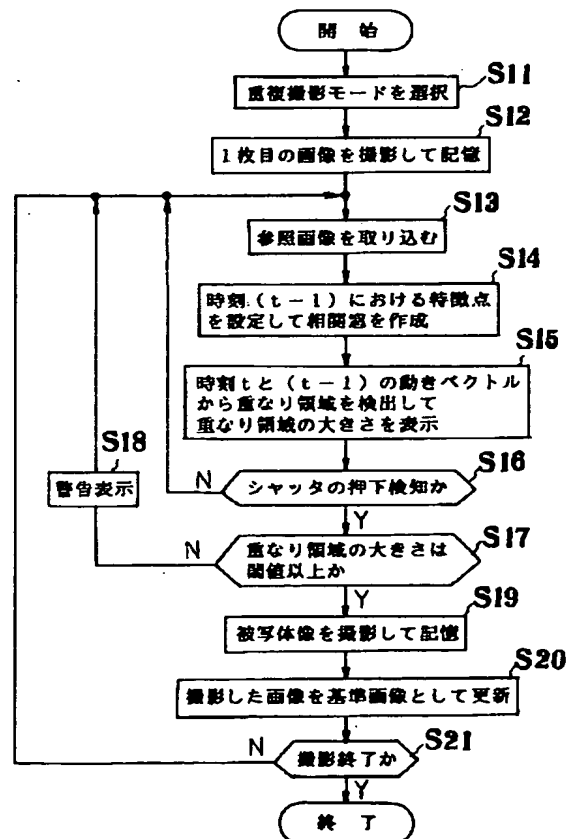 開始
S11
重複撮影モードを選択
S12
1枚目の画像を撮影して記憶
S13
参照画像を取り込む
S14
時刻(t-1)における特徴点
を設定して相関窓を作成
S15
時刻tと(t-1)の動きベクトル
から重なり領域を検出して
重なり領域の大きさを表示
S18
警告表示
N
シャッタの押下検知か
S16
Y
N
重なり領域の大きさは
閾値以上か
S17
Y
S19
被写体像を撮影して記憶
S20
撮影した画像を基準画像として更新
N
撮影終了か
S21
Y
終了